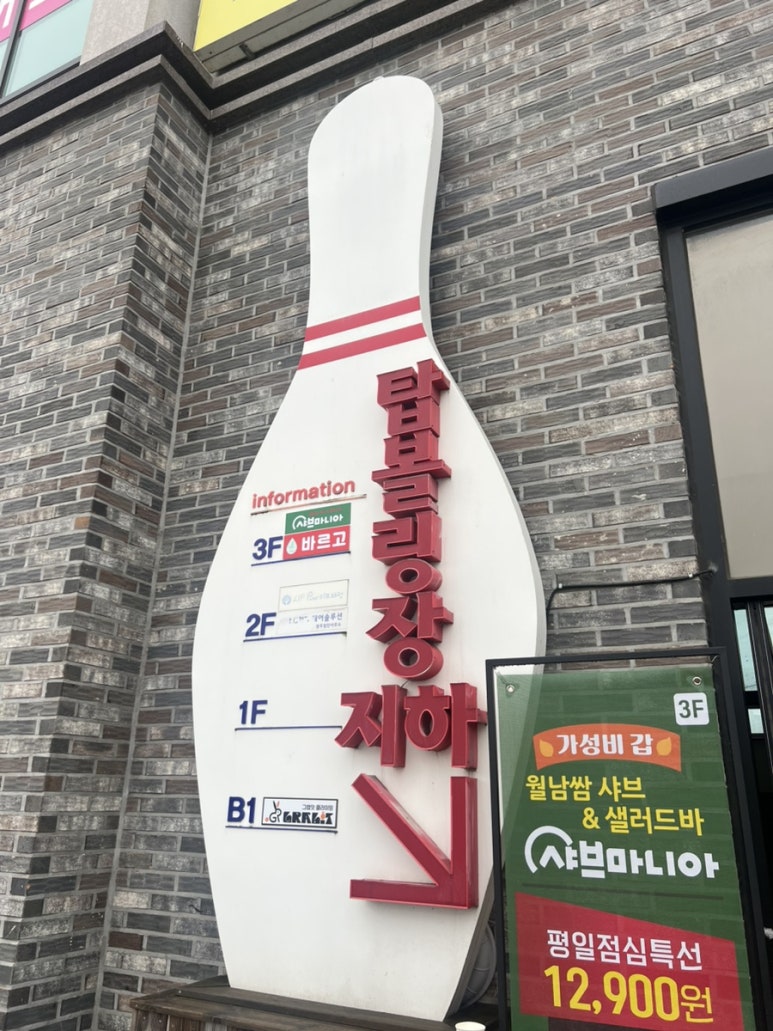 탑볼링장
지하
information
샤브마니아
3F 바르고
2F
1F
B1
3F
가성비 갑
월남쌈 샤브
& 샐러드바
샤브마니아
평일점심특선
12,900원